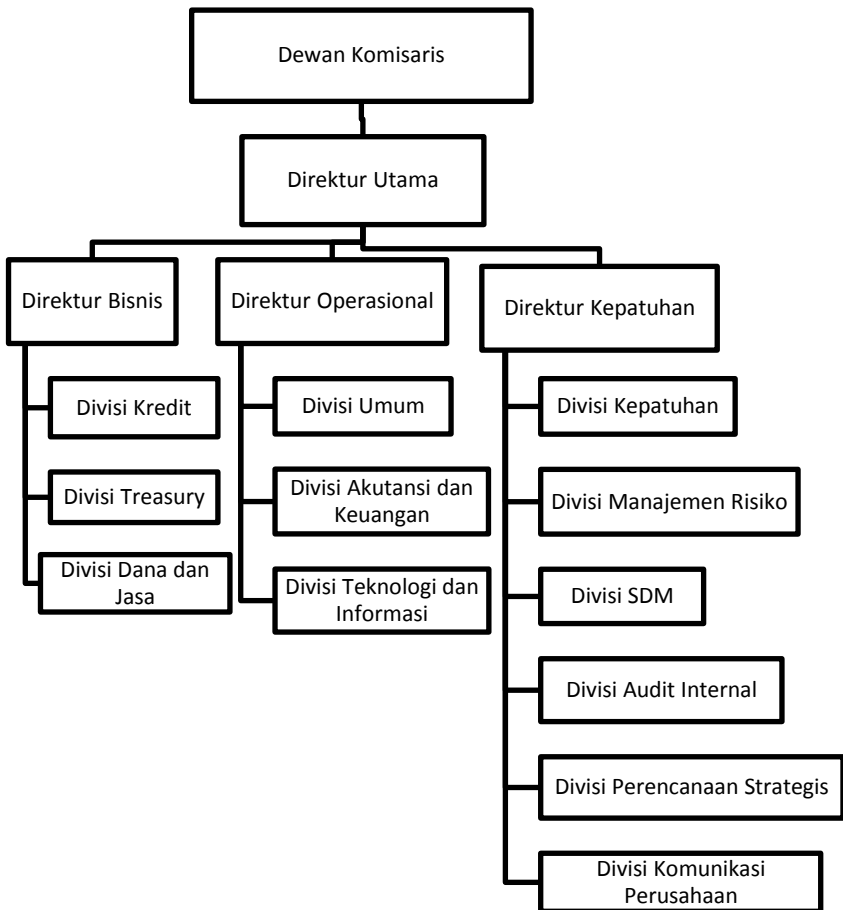 Dewan Komisaris
Direktur Utama
Direktur Bisnis
Direktur Operasional
Direktur Kepatuhan
Divisi Kredit
Divisi Treasury
Divisi Dana dan
Jasa
Divisi Umum
Divisi Akutansi dan
Keuangan
Divisi Teknologi dan
Informasi
Divisi Kepatuhan
Divisi Manajemen Risiko
Divisi SDM
Divisi Audit Internal
Divisi Perencanaan Strategis
Divisi Komunikasi
Perusahaan